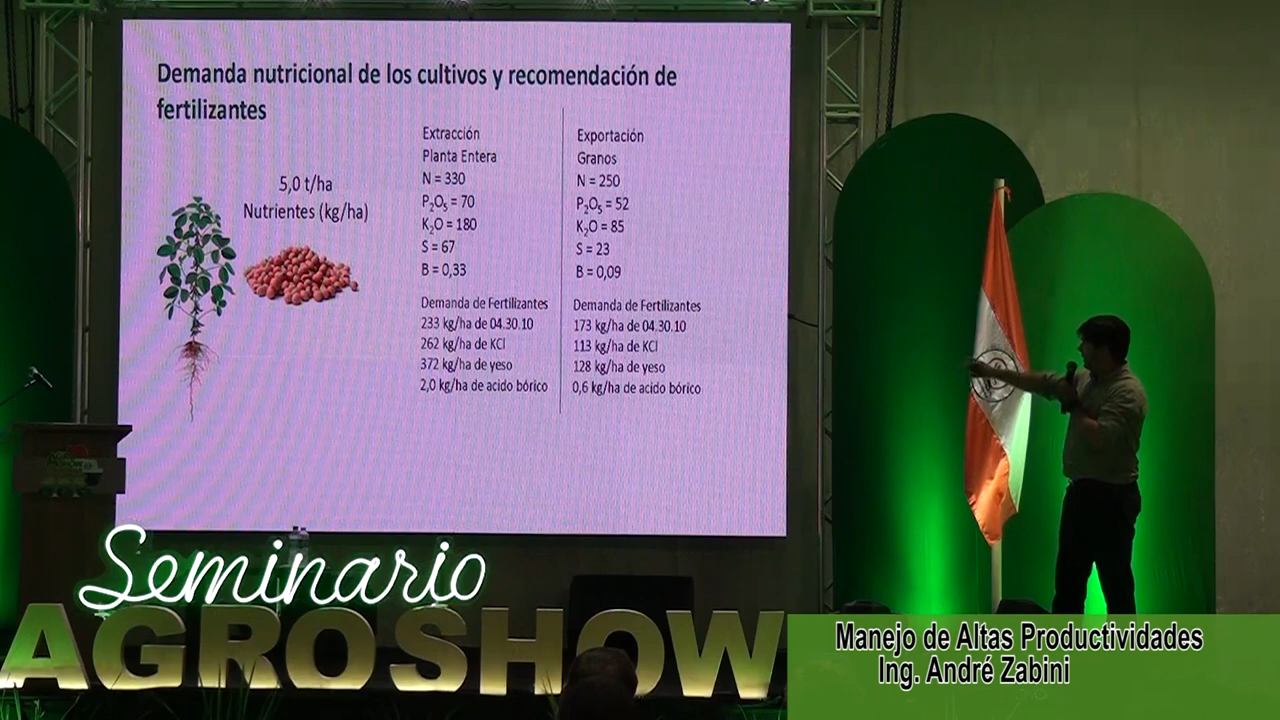 Demanda nutricional de los cultivos y recomendación de
fertilizantes
5,0 t/ha
Nutrientes (kg/ha)
Extracción
Planta Entera
N = 330
P₂O₅ = 70
K₂O = 180
S = 67
B = 0,33
Demanda de Fertilizantes
233 kg/ha de 04.30.10
262 kg/ha de KCl
372 kg/ha de yeso
2,0 kg/ha de acido bórico
Exportación
Granos
N = 250
P₂O₅ = 52
K₂O = 85
S = 23
B = 0,09
Demanda de Fertilizantes
173 kg/ha de 04.30.10
113 kg/ha de KCl
128 kg/ha de yeso
0,6 kg/ha de acido bórico
Seminario
AGROSHOW
Manejo de Altas Productividades
Ing. André Zabini